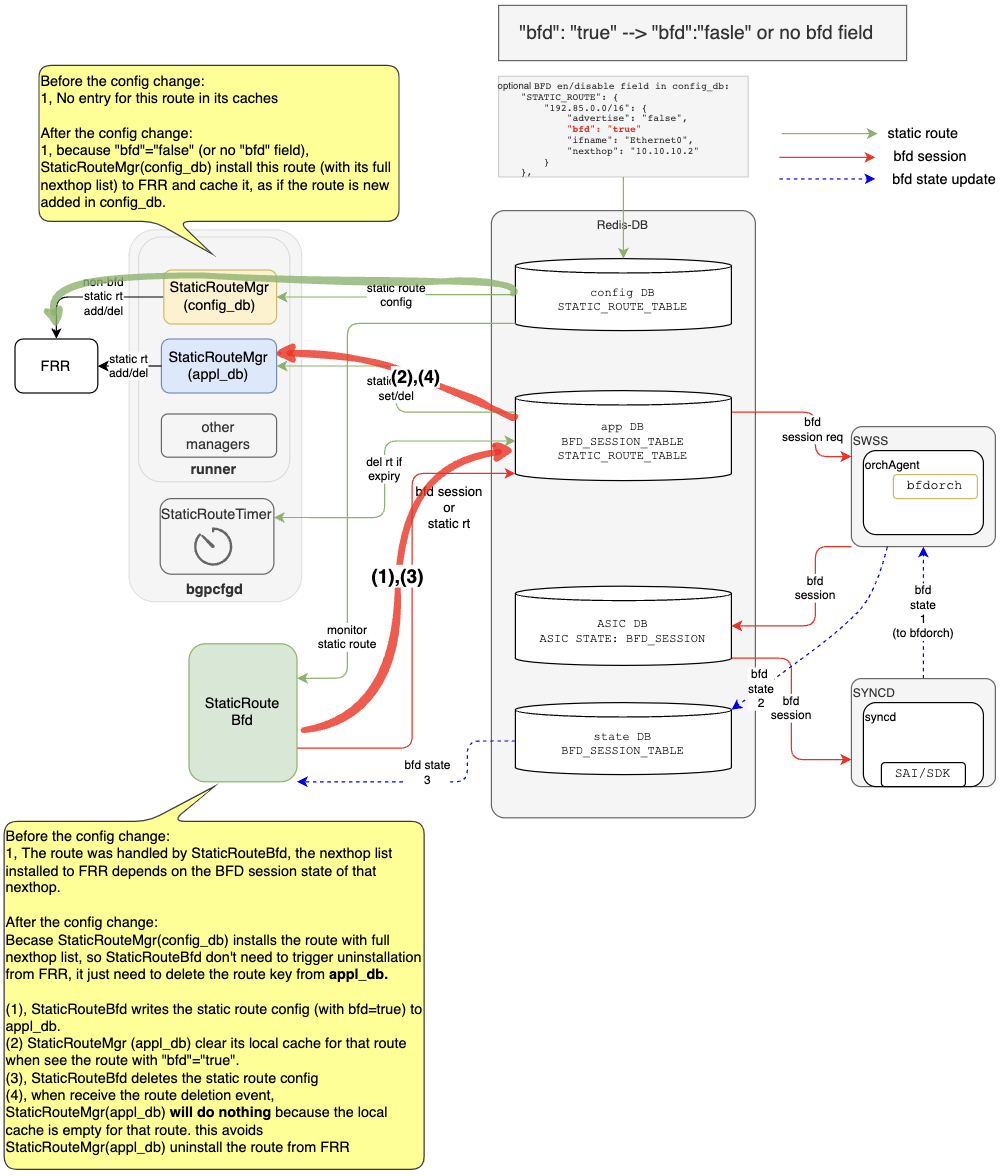 "bfd": "true" --> "bfd":"fasle" or no bfd field
optional BFD en/disable field in config_db:
"STATIC_ROUTE": {
"192.85.0.0/16": {
"advertise": "false",
"bfd": "true"
"ifname": "Ethernet0",
"nexthop": "10.10.10.2"
}
},
static route
bfd session
bfd state update
Before the config change:
1, No entry for this route in its caches
After the config change:
1, because "bfd"="false" (or no "bfd" field),
StaticRouteMgr(config_db) install this route (with its full
nexthop list) to FRR and cache it, as if the route is new
added in config_db.
Redis-DB
config DB
STATIC_ROUTE_TABLE
non-bfd
static rt
add/del
StaticRouteMgr
(config_db)
static route
config
FRR
static rt
add/del
StaticRouteMgr
(appl_db)
(2),(4)
set/del
other
managers
runner
app DB
BFD_SESSION_TABLE
STATIC_ROUTE_TABLE
bfd
session req
SWSS
orchAgent
bfdorch
del rt if
expiry
bfd session
or
static rt
StaticRouteTimer
bgpcfgd
(1),(3)
bfd
session
bfd
state
1
(to bfdorch)
ASIC DB
ASIC STATE: BFD_SESSION
monitor
static route
StaticRoute
Bfd
bfd
state
2
bfd
session
SYNCD
syncd
SAI/SDK
state DB
BFD_SESSION_TABLE
bfd state
3
Before the config change:
1, The route was handled by StaticRouteBfd, the nexthop list
installed to FRR depends on the BFD session state of that
nexthop.
After the config change:
Becase StaticRouteMgr(config_db) installs the route with full
nexthop list, so StaticRouteBfd don't need to trigger uninstallation
from FRR, it just need to delete the route key from appl_db.
(1), StaticRouteBfd writes the static route config (with bfd=true) to
appl_db.
(2) StaticRouteMgr (appl_db) clear its local cache for that route
when see the route with "bfd"="true".
(3), StaticRouteBfd deletes the static route config
(4), when receive the route deletion event,
StaticRouteMgr(appl_db) will do nothing because the local
cache is empty for that route. this avoids
StaticRouteMgr(appl_db) uninstall the route from FRR